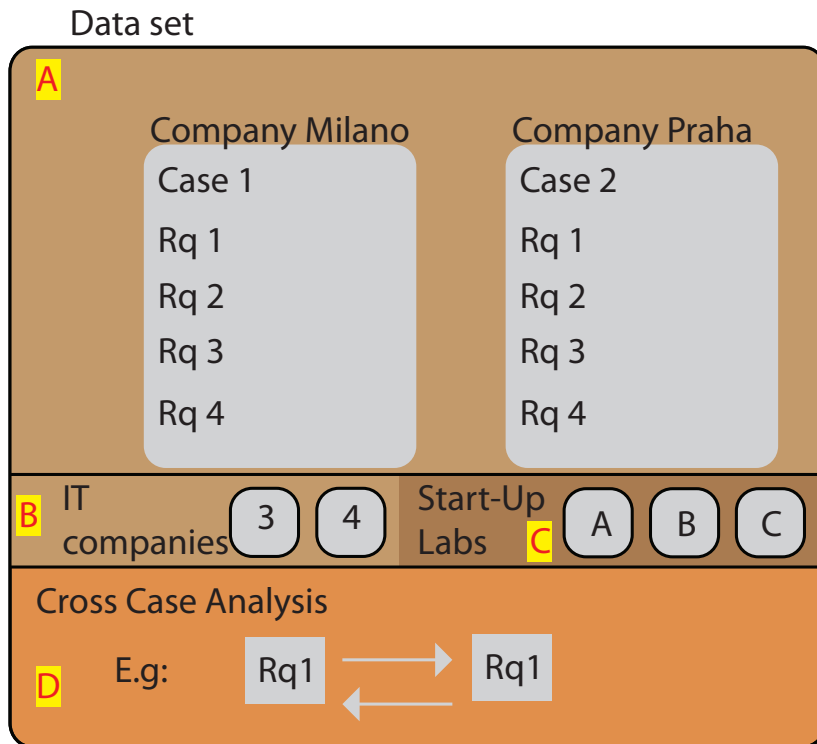 Data set
A
Company Milano
Case 1
Rq 1
Rq 2
Rq 3
Rq 4
Company Praha
Case 2
Rq 1
Rq 2
Rq 3
Rq 4
B
IT
companies
3
4
Start-Up
Labs
C
A
B
C
Cross Case Analysis
D
E.g:
Rq1
Rq1